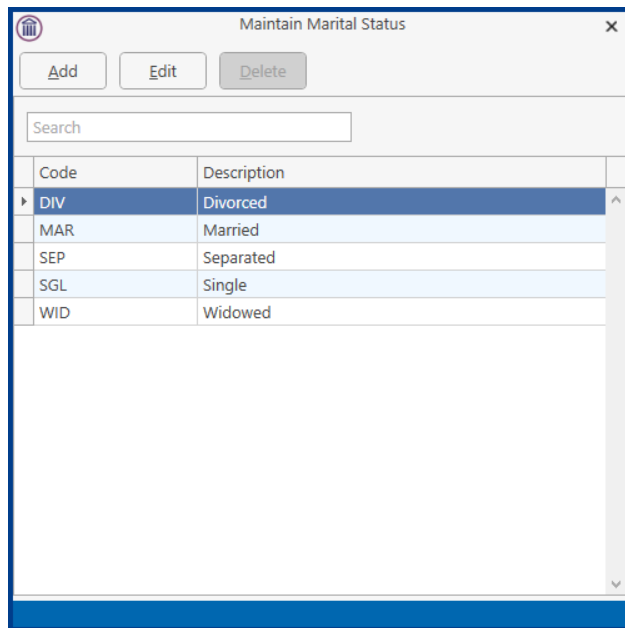 Maintain Marital Status
Add Edit Delete
Search
Code Description
DIV Divorced
MAR Married
SEP Separated
SGL Single
WID Widowed